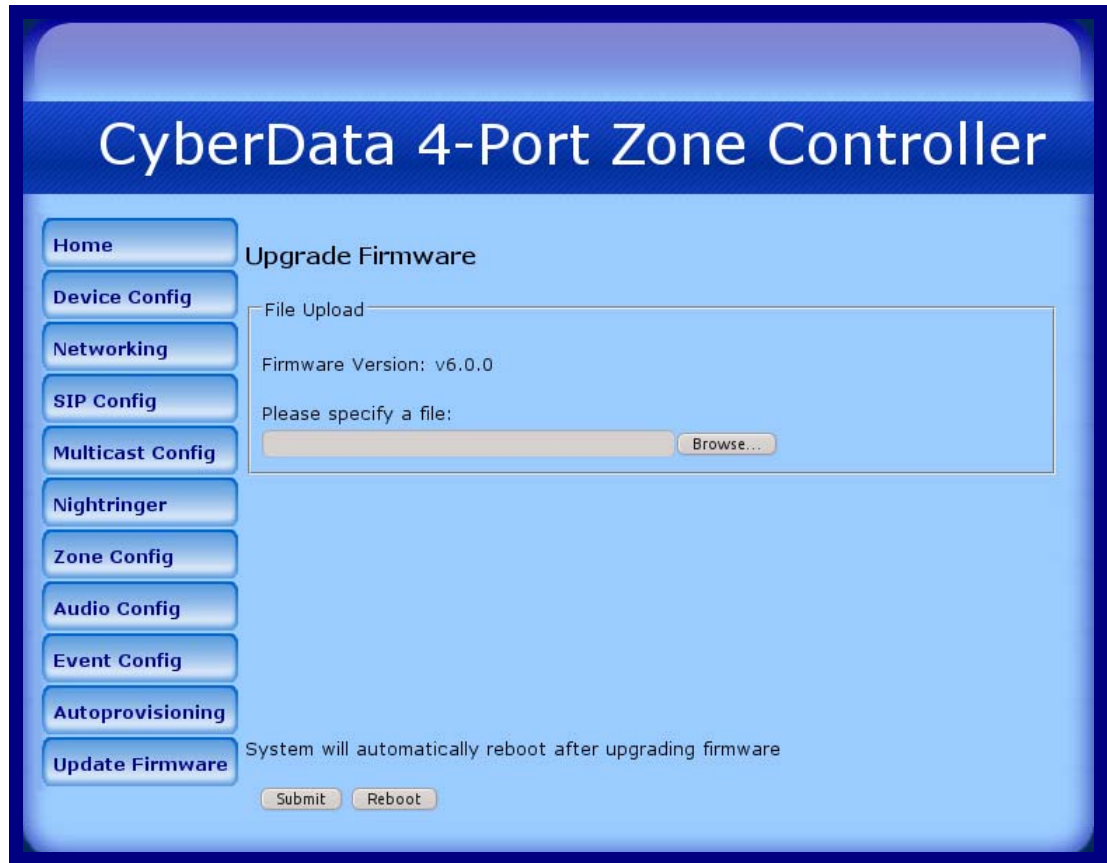 CyberData 4-Port Zone Controller
Home
Device Config
Networking
SIP Config
Multicast Config
Nightringer
Zone Config
Audio Config
Event Config
Autoprovisioning
Update Firmware
Upgrade Firmware
File Upload
Firmware Version: v6.0.0
Please specify a file:
Browse...
System will automatically reboot after upgrading firmware
Submit Reboot